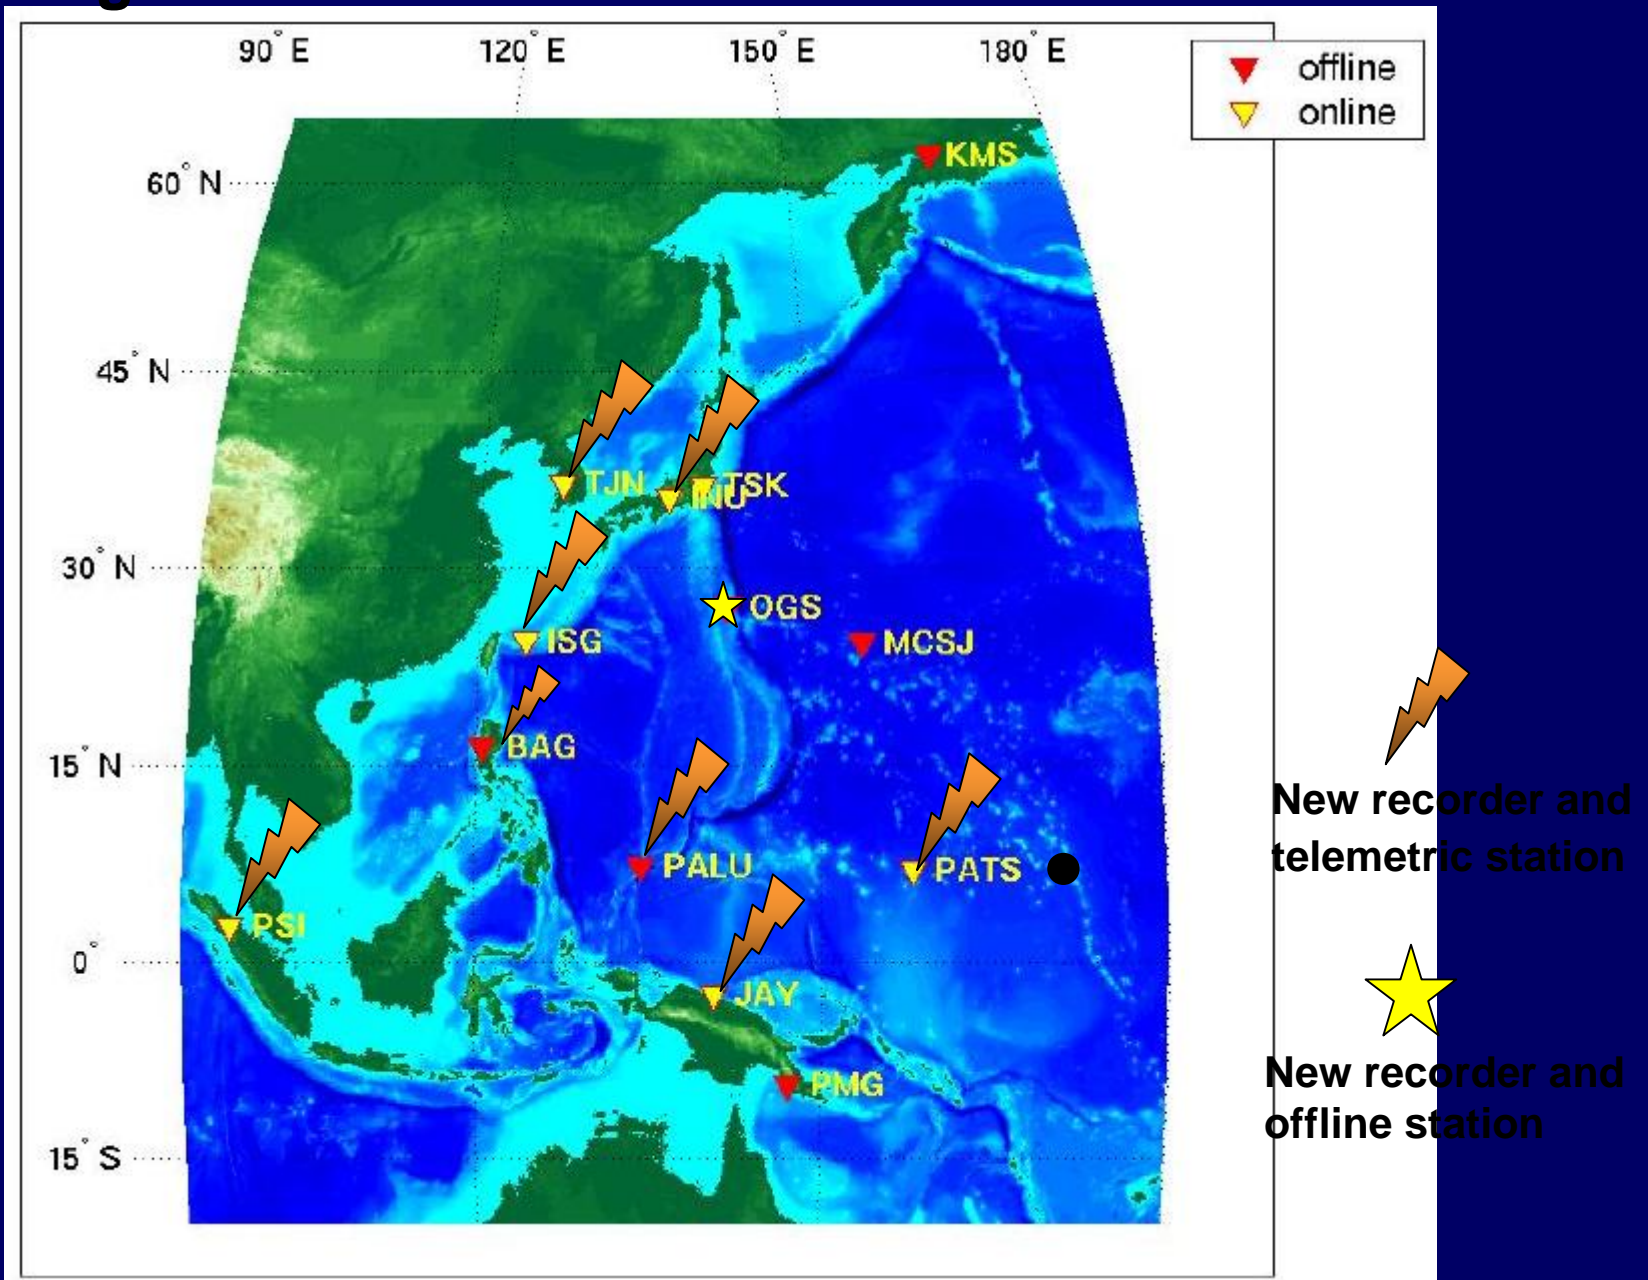 90° E 120° E 150° E 180° E
offline
online
KMS
60° N
45° N
TJN
INU
TSK
30° N
OGS
ISG
MCSJ
BAG
15° N
New recorder and
telemetric station
PALU
PATS
PSI
0°
JAY
New recorder and
offline station
PMG
15° S